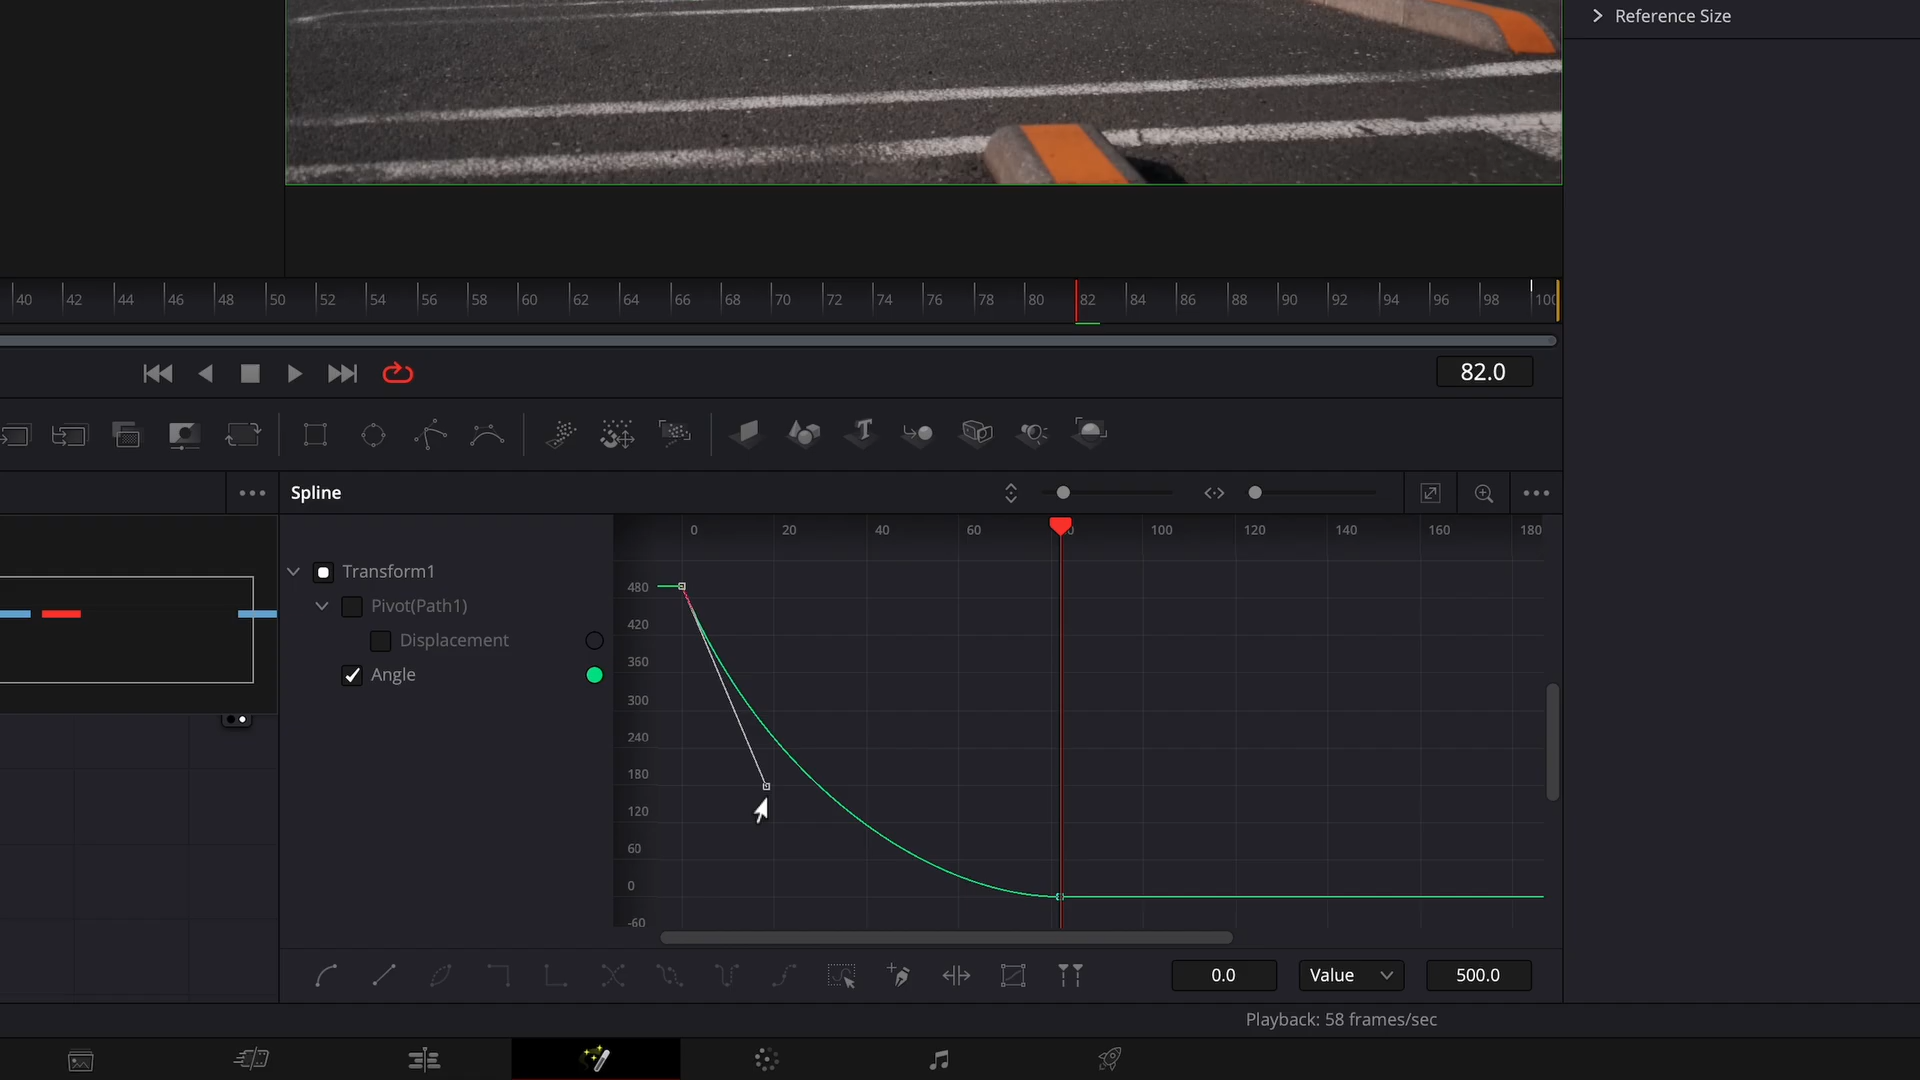 Reference Size
40 42 44 46 48 50 52 54 56 58 60 62 64 66 68 70 72 74 76 78 80 82 84 86 88 90 92 94 96 98 100
82.0
Spline
0 20 40 60 100 120 140 160 180
Transform1
Pivot(Path1)
Displacement
Angle
480
420
360
300
240
180
120
60
0
-60
0.0 Value 500.0
Playback: 58 frames/sec